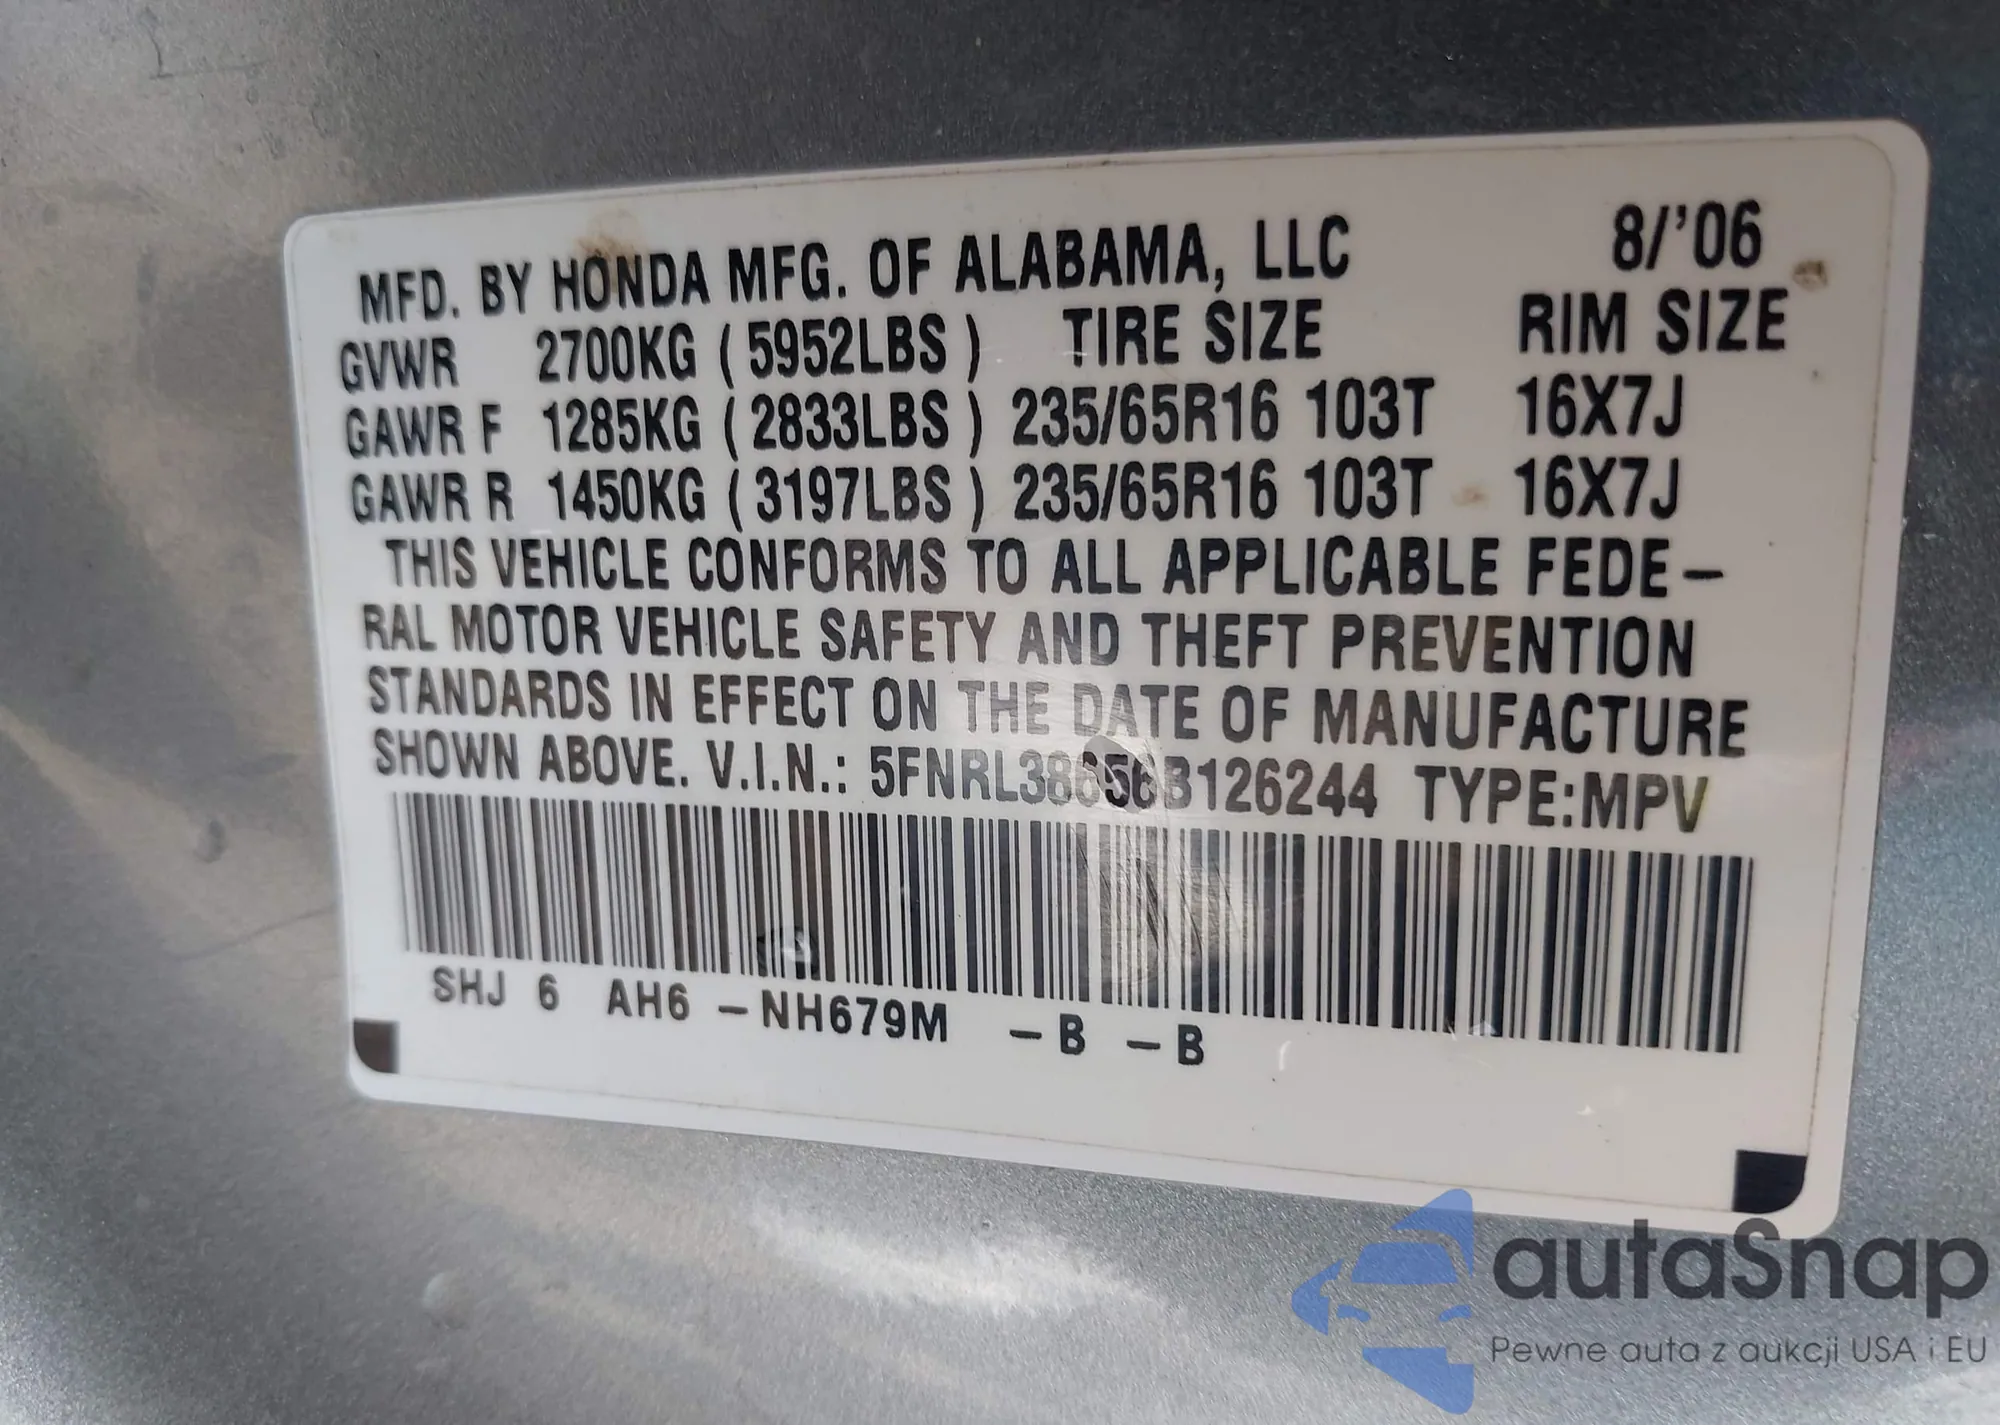 MFD. BY HONDA MFG. OF ALABAMA, LLC 8/'06
GVWR 2700KG ( 5952LBS ) TIRE SIZE RIM SIZE
GAWR F 1285KG ( 2833LBS ) 235/65R16 103T 16X7J
GAWR R 1450KG ( 3197LBS ) 235/65R16 103T 16X7J
THIS VEHICLE CONFORMS TO ALL APPLICABLE FEDE–
RAL MOTOR VEHICLE SAFETY AND THEFT PREVENTION
STANDARDS IN EFFECT ON THE DATE OF MANUFACTURE
SHOWN ABOVE. V.I.N.: 5FNRL38656B126244 TYPE:MPV
SHJ 6 AH6 –NH679M –B –B
autaSnap
Pewne auta z aukcji USA i EU